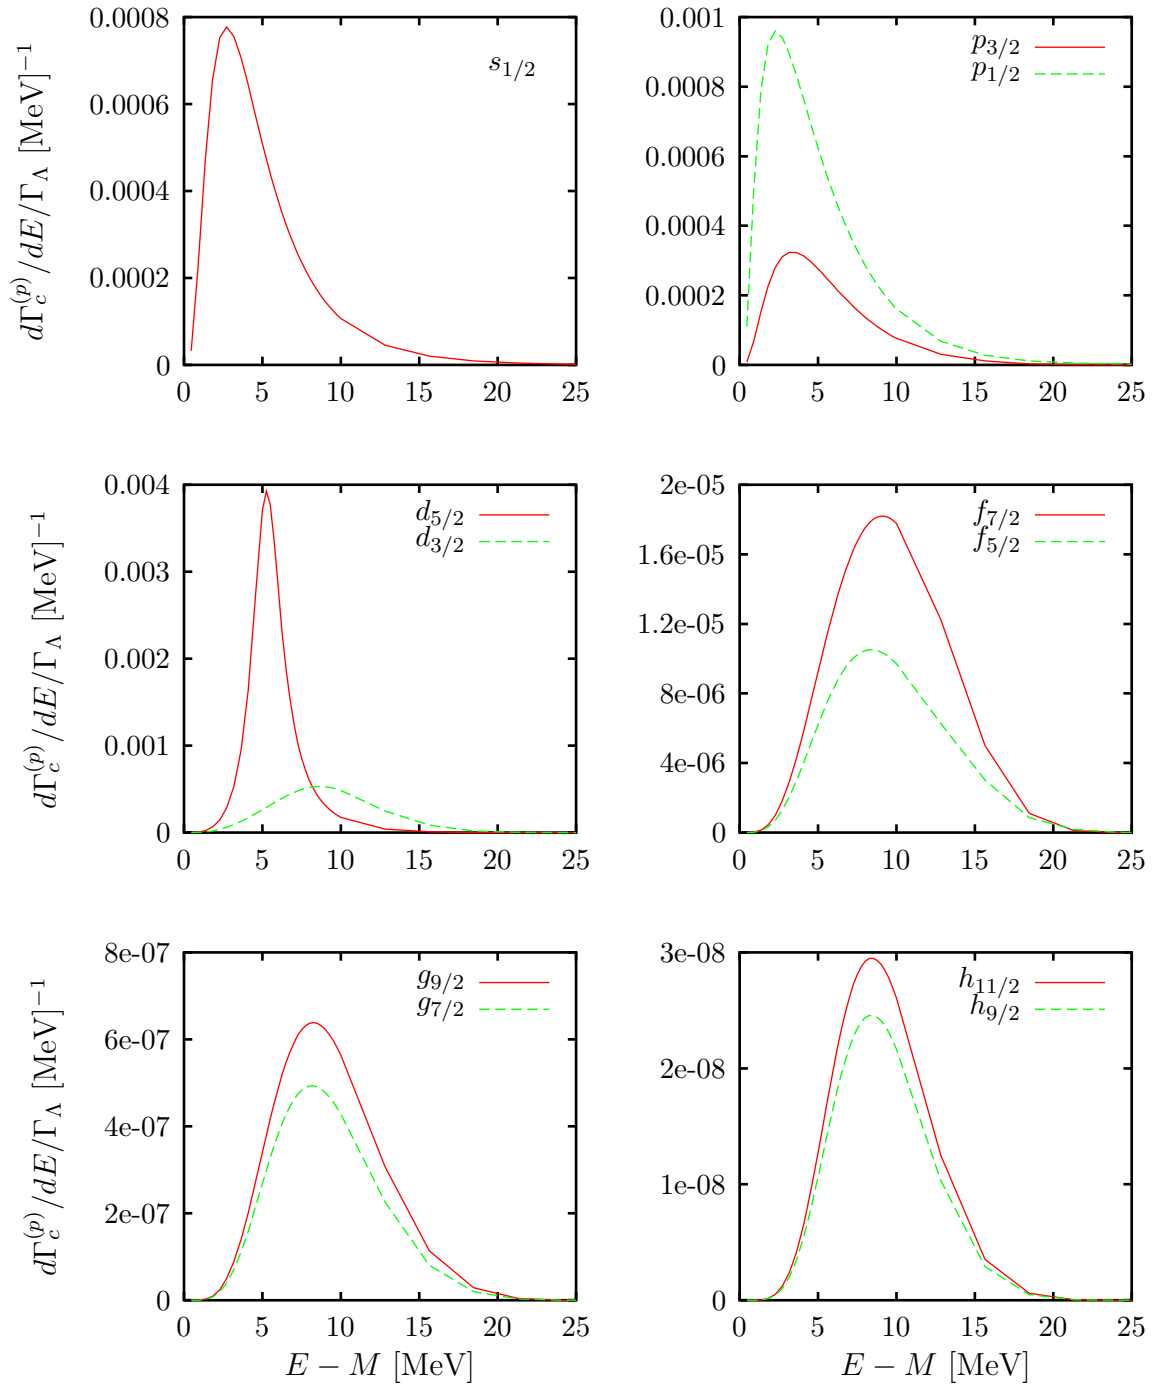 dΓ_c^(p)/dE/Γ_Λ [MeV]^−1
0.0008
0.0006
0.0004
0.0002
0
s_1/2
0 5 10 15 20 25
0.001
0.0008
0.0006
0.0004
0.0002
0
p_3/2
p_1/2
0 5 10 15 20 25
dΓ_c^(p)/dE/Γ_Λ [MeV]^−1
0.004
0.003
0.002
0.001
0
d_5/2
d_3/2
0 5 10 15 20 25
2e-05
1.6e-05
1.2e-05
8e-06
4e-06
0
f_7/2
f_5/2
0 5 10 15 20 25
dΓ_c^(p)/dE/Γ_Λ [MeV]^−1
8e-07
6e-07
4e-07
2e-07
0
g_9/2
g_7/2
0 5 10 15 20 25
E − M [MeV]
3e-08
2e-08
1e-08
0
h_11/2
h_9/2
0 5 10 15 20 25
E − M [MeV]